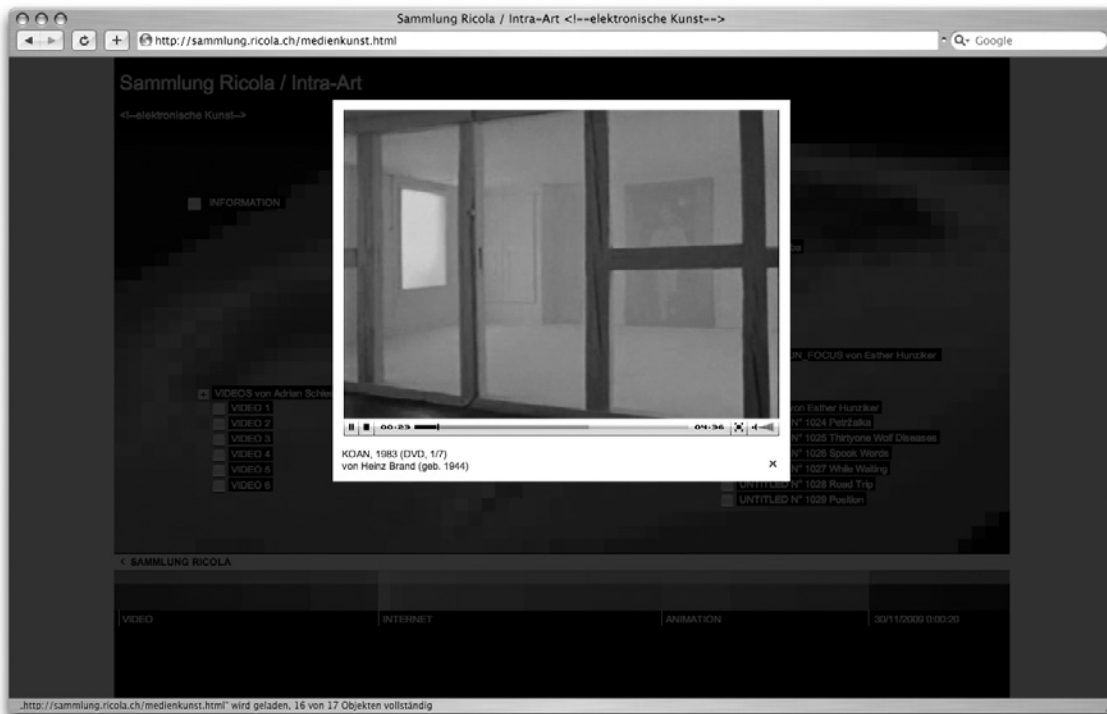 Sammlung Ricola / Intra-Art <!--elektronische Kunst-->
http://sammlung.ricola.ch/medienkunst.html
Google
Sammlung Ricola / Intra-Art
<!--elektronische Kunst-->
INFORMATION
N_FOCUS von Esther Hunziker
VIDEOS von Adrian
VIDEO 1
VIDEO 2
VIDEO 3
VIDEO 4
VIDEO 5
VIDEO 6
von Esther Hunziker
N° 1024 Petržalka
N° 1025 Thirtyone Wolf Diseases
N° 1026 Spook Words
N° 1027 While Waiting
UNTITLED N° 1028 Road Trip
UNTITLED N° 1029 Position
00:23
04:36
KOAN, 1983 (DVD, 1/7)
von Heinz Brand (geb. 1944)
x
< SAMMLUNG RICOLA
VIDEO
INTERNET
ANIMATION
30/11/2009 0:00:20
„http://sammlung.ricola.ch/medienkunst.html" wird geladen, 16 von 17 Objekten vollständig